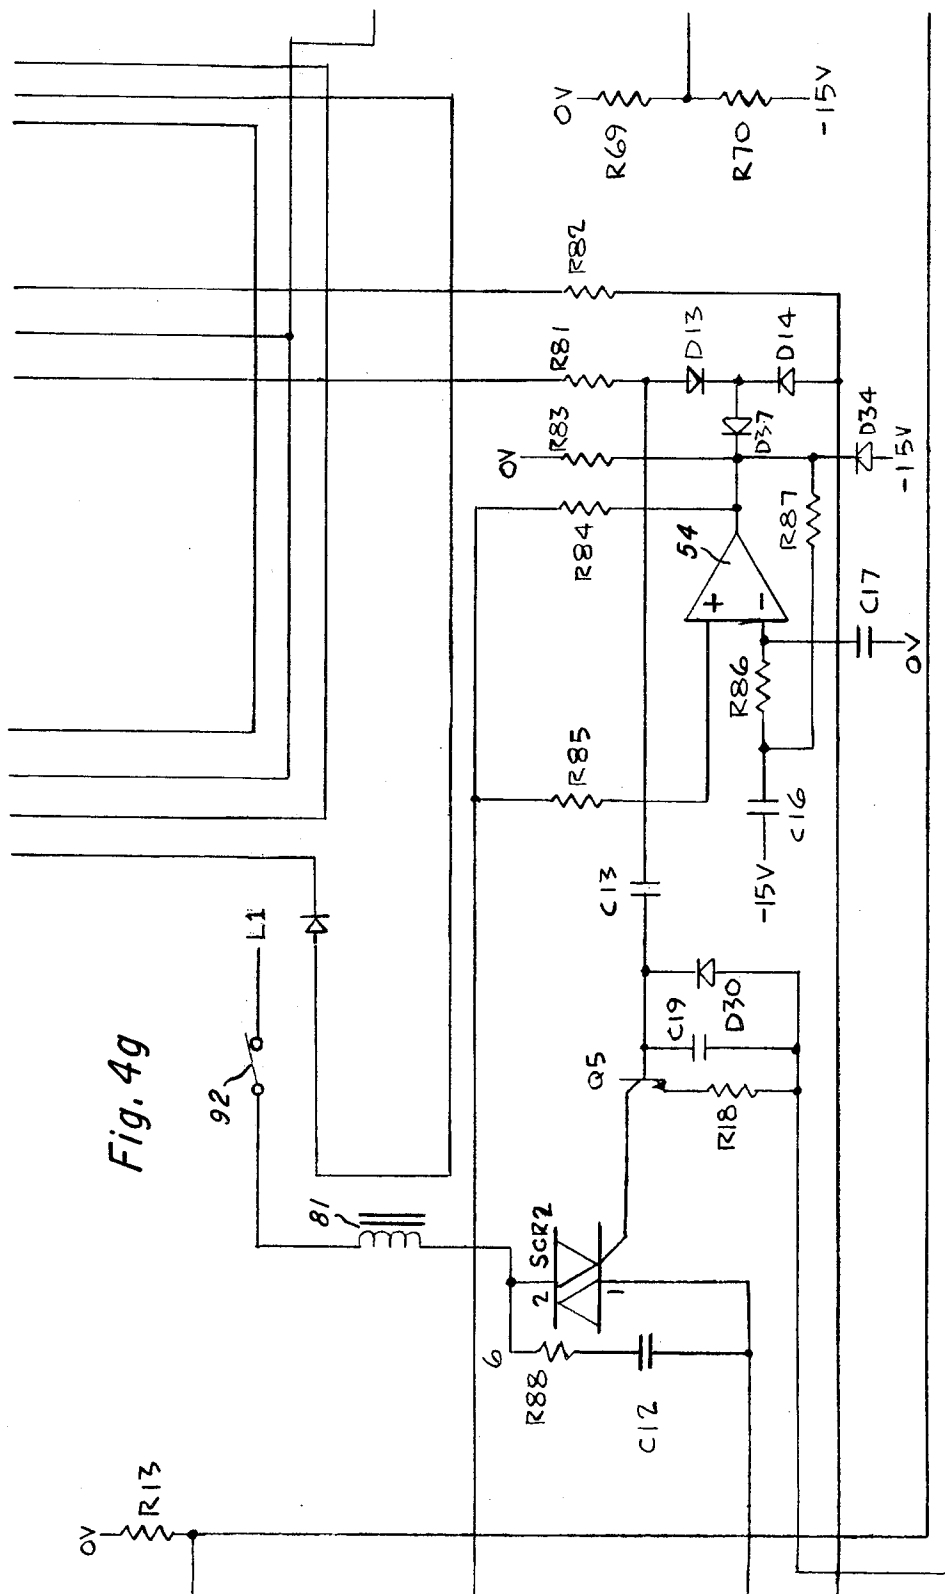 Fig. 4g
0V
R69
R70
-15V
R82
R81
D13
D14
0V
R83
D37
D34
-15V
R84
54
+
-
R87
C17
0V
R86
R85
C16
-15V
C13
L1
92
C19
D30
Q5
R18
81
SCR2
2
1
6
R88
C12
0V
R13